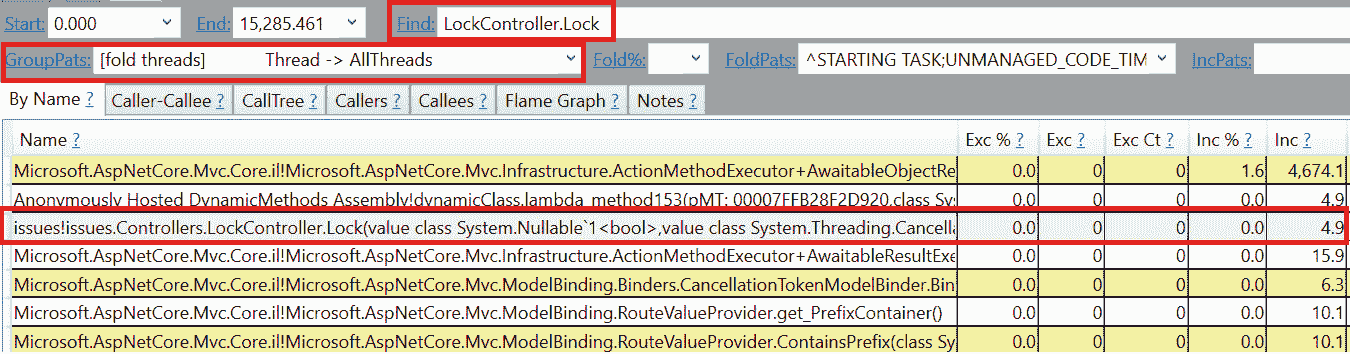 Start: 0.000 End: 15,285.461 Find: LockController.Lock
GroupPats: [fold threads] Thread -> AllThreads Fold%: FoldPats: ^STARTING TASK;UNMANAGED_CODE_TIM IncPats:
By Name ? Caller-Callee ? CallTree ? Callers ? Callees ? Flame Graph ? Notes ?
Name ? Exc % ? Exc ? Exc Ct ? Inc % ? Inc ?
Microsoft.AspNetCore.Mvc.Core.il!Microsoft.AspNetCore.Mvc.Infrastructure.ActionMethodExecutor+AwaitableObjectRe 0.0 0 0 1.6 4,674.1
Anonymously Hosted DynamicMethods Assembly!dynamicClass.lambda_method153(pMT: 00007FFB28F2D920,class Sys 0.0 0 0 0.0 4.9
issues!issues.Controllers.LockController.Lock(value class System.Nullable`1<bool>,value class System.Threading.Cancella 0.0 0 0 0.0 4.9
Microsoft.AspNetCore.Mvc.Core.il!Microsoft.AspNetCore.Mvc.Infrastructure.ActionMethodExecutor+AwaitableResultExe 0.0 0 0 0.0 15.9
Microsoft.AspNetCore.Mvc.Core.il!Microsoft.AspNetCore.Mvc.ModelBinding.Binders.CancellationTokenModelBinder.Bin 0.0 0 0 0.0 6.3
Microsoft.AspNetCore.Mvc.Core.il!Microsoft.AspNetCore.Mvc.ModelBinding.RouteValueProvider.get_PrefixContainer() 0.0 0 0 0.0 10.1
Microsoft.AspNetCore.Mvc.Core.il!Microsoft.AspNetCore.Mvc.ModelBinding.RouteValueProvider.ContainsPrefix(class Sy 0.0 0 0 0.0 10.1